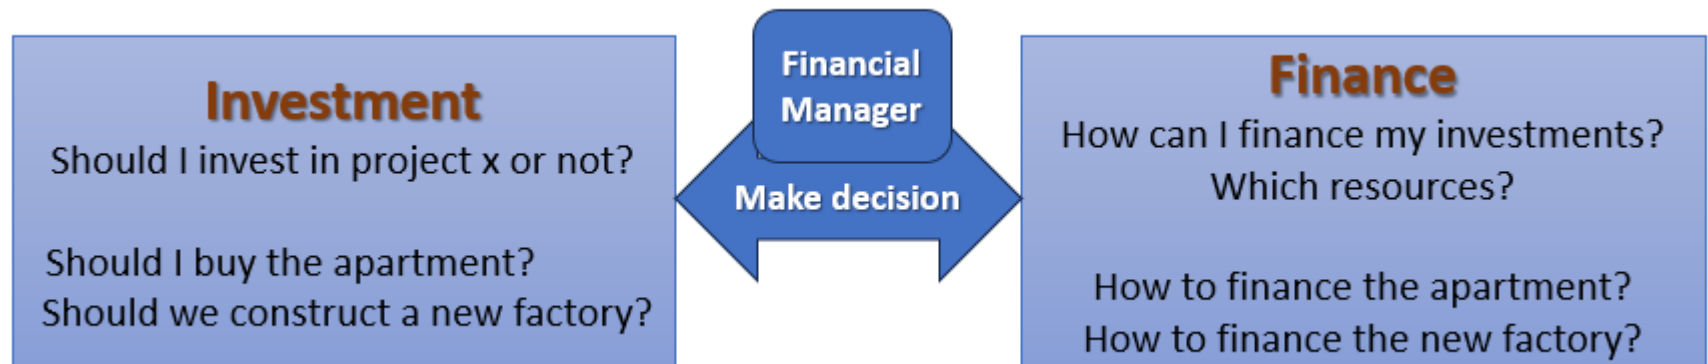 Investment
Should I invest in project x or not?
Should I buy the apartment?
Should we construct a new factory?
Financial
Manager
Make decision
Finance
How can I finance my investments?
Which resources?
How to finance the apartment?
How to finance the new factory?